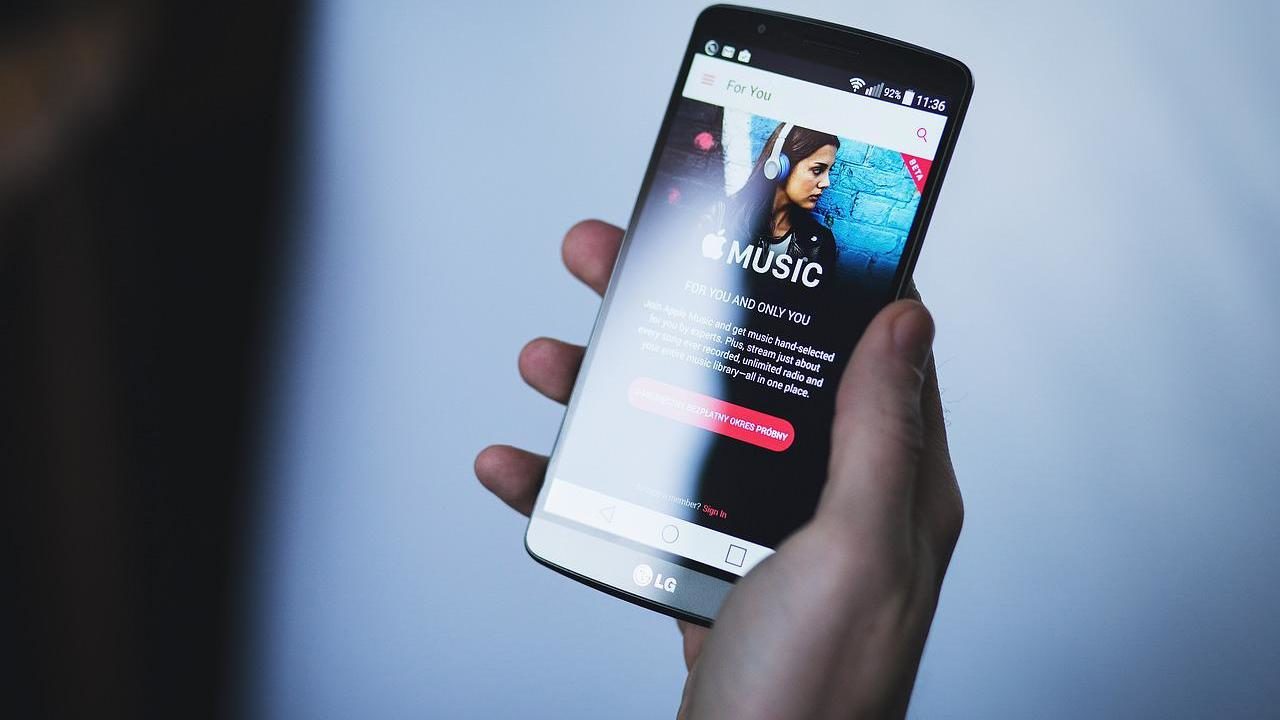 92% 11:36
For You
BETA
MUSIC
FOR YOU AND ONLY YOU
Join Apple Music and get music hand-selected
for you by experts. Plus, stream just about
every song ever recorded, unlimited radio and
your entire music library—all in one place.
BEZPŁATNY OKRES PRÓBNY
a member? Sign In
LG